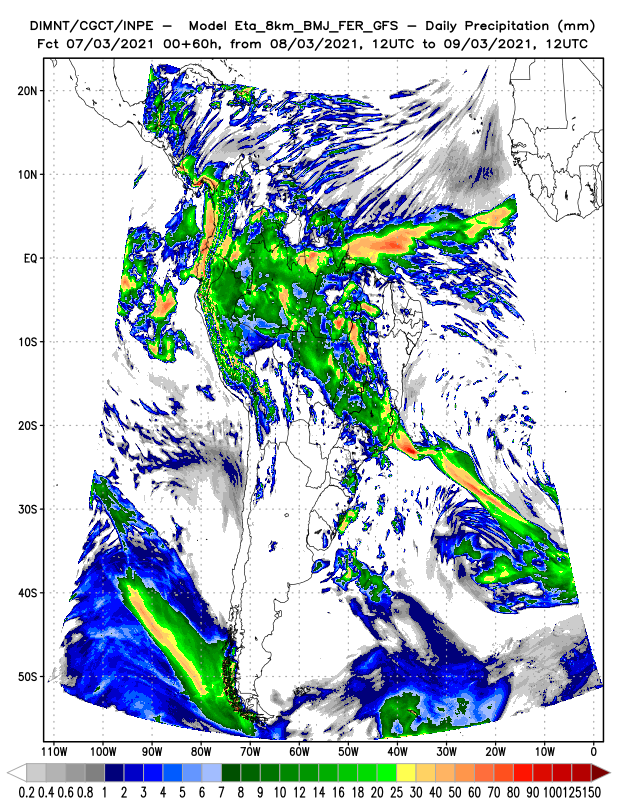 DIMNT/CGCT/INPE – Model Eta_8km_BMJ_FER_GFS – Daily Precipitation (mm)
Fct 07/03/2021 00+60h, from 08/03/2021, 12UTC to 09/03/2021, 12UTC
20N
10N
EQ
10S
20S
30S
40S
50S
110W 100W 90W 80W 70W 60W 50W 40W 30W 20W 10W 0
0.2 0.4 0.6 0.8 1 2 3 4 5 6 7 8 9 10 12 14 16 18 20 25 30 40 50 60 70 80 90 100 125 150